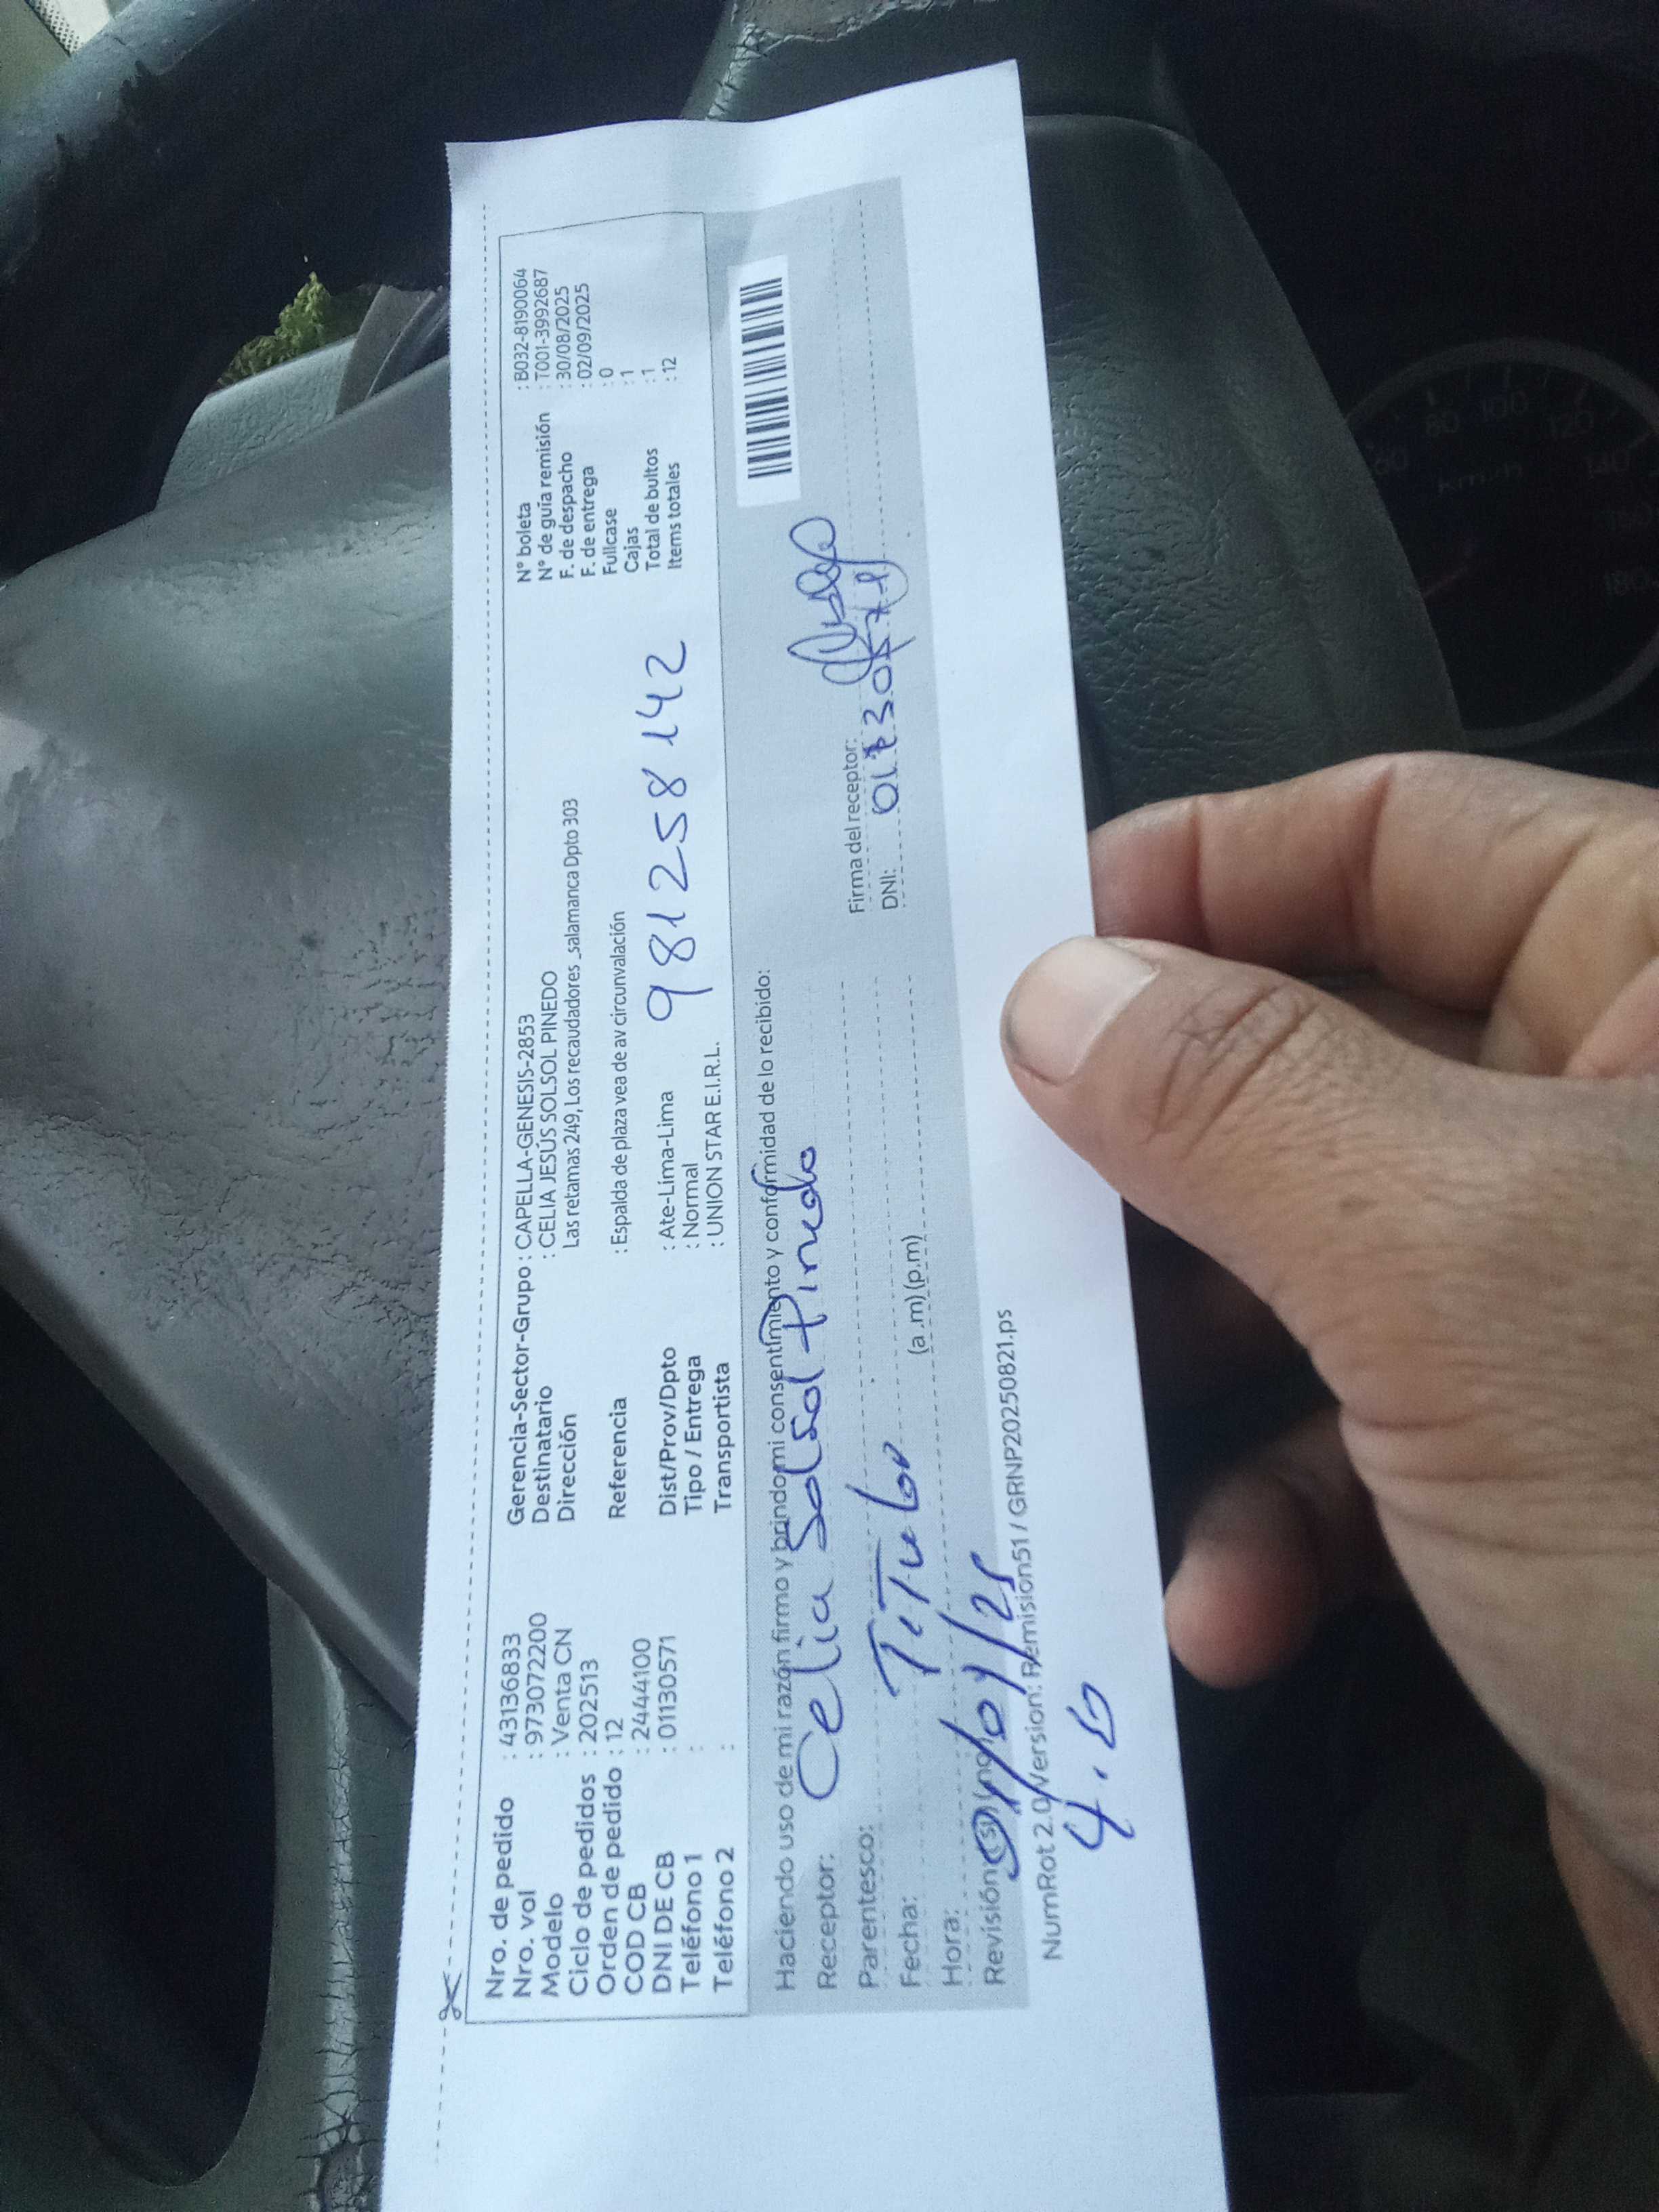 Nro. de pedido : 43136833
Nro. vol : 973072200
Modelo : Venta CN
Ciclo de pedidos : 202513
Orden de pedido : 12
COD CB : 2444100
DNI DE CB : 01130571
Teléfono 1 :
Teléfono 2 :
Gerencia-Sector-Grupo : CAPELLA-GENESIS-2853
Destinatario : CELIA JESÚS SOLSOL PINEDO
Dirección Las retamas 249, Los recaudadores _salamanca Dpto 303
Referencia : Espalda de plaza vea de av circunvalación
Dist/Prov/Dpto : Ate-Lima-Lima
Tipo / Entrega : Normal
Transportista : UNION STAR E.I.R.L.
981258142
N° boleta : B032-8190064
N° de guía remisión : T001-3992687
F. de despacho : 30/08/2025
F. de entrega : 02/09/2025
Fullcase : 0
Cajas : 1
Total de bultos : 1
Items totales : 12
Haciendo uso de mi razón firmo y brindo mi consentimiento y conformidad de lo recibido:
Receptor: Celia Solsol Pinedo
Parentesco: Titular
Fecha:
Hora: (a.m) (p.m)
Revisión:
Firma del receptor:
DNI:
NumRot 2.0/Version: Remision51 / GRNP20250821.ps
4.6